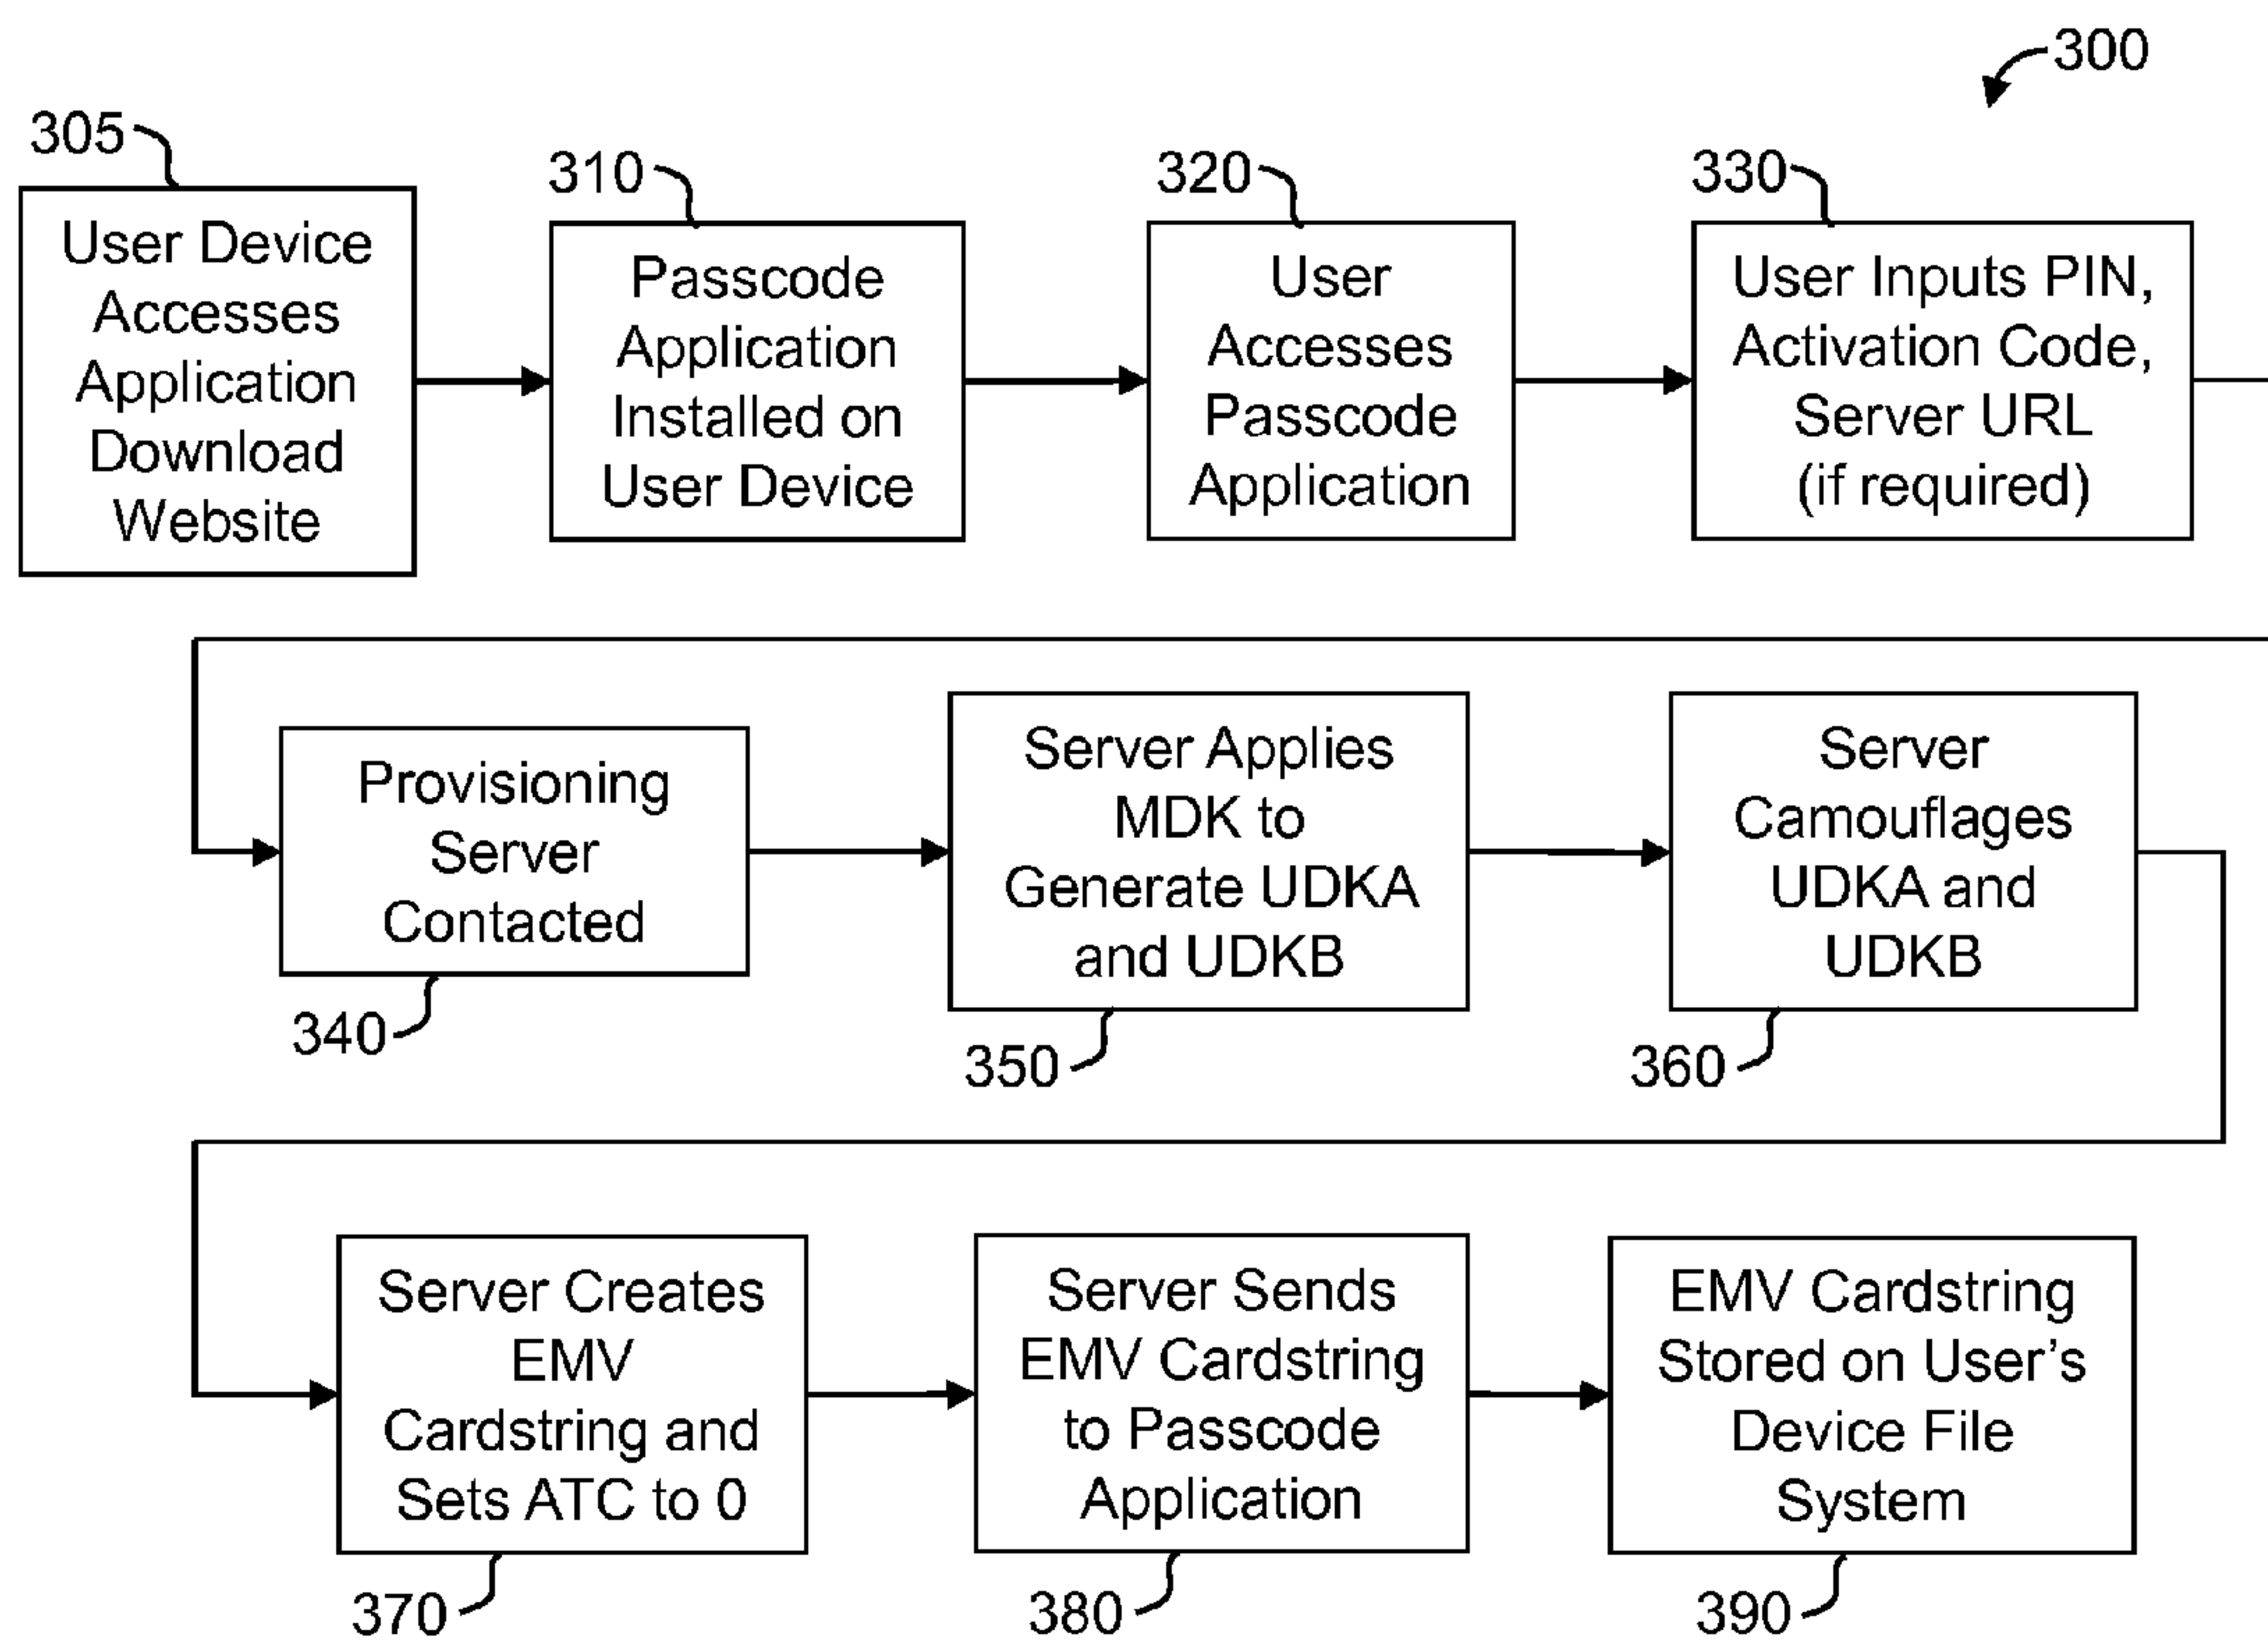 300
305
User Device
Accesses
Application
Download
Website
310
Passcode
Application
Installed on
User Device
320
User
Accesses
Passcode
Application
330
User Inputs PIN,
Activation Code,
Server URL
(if required)
Provisioning
Server
Contacted
340
Server Applies
MDK to
Generate UDKA
and UDKB
350
Server
Camouflages
UDKA and
UDKB
360
Server Creates
EMV
Cardstring and
Sets ATC to 0
370
Server Sends
EMV Cardstring
to Passcode
Application
380
EMV Cardstring
Stored on User’s
Device File
System
390